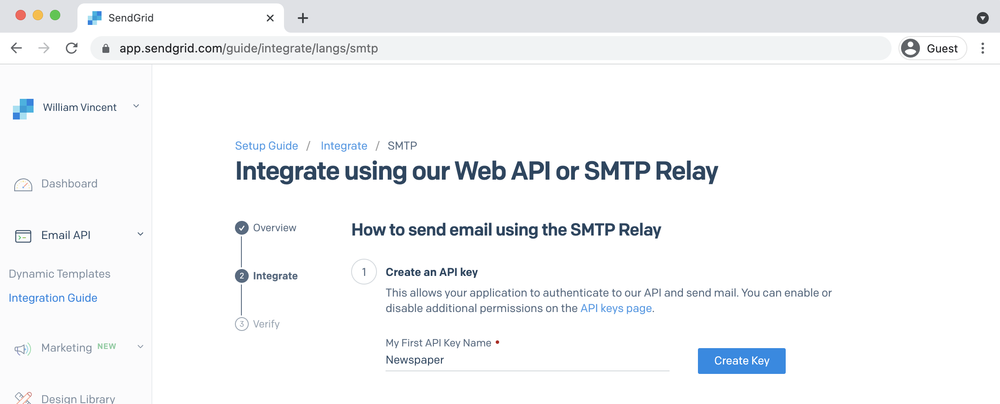 SendGrid
app.sendgrid.com/guide/integrate/langs/smtp
Guest
William Vincent
Dashboard
Email API
Dynamic Templates
Integration Guide
Marketing NEW
Design Library
Setup Guide / Integrate / SMTP
Integrate using our Web API or SMTP Relay
Overview
2 Integrate
3 Verify
How to send email using the SMTP Relay
1 Create an API key
This allows your application to authenticate to our API and send mail. You can enable or
disable additional permissions on the API keys page.
My First API Key Name
Newspaper
Create Key